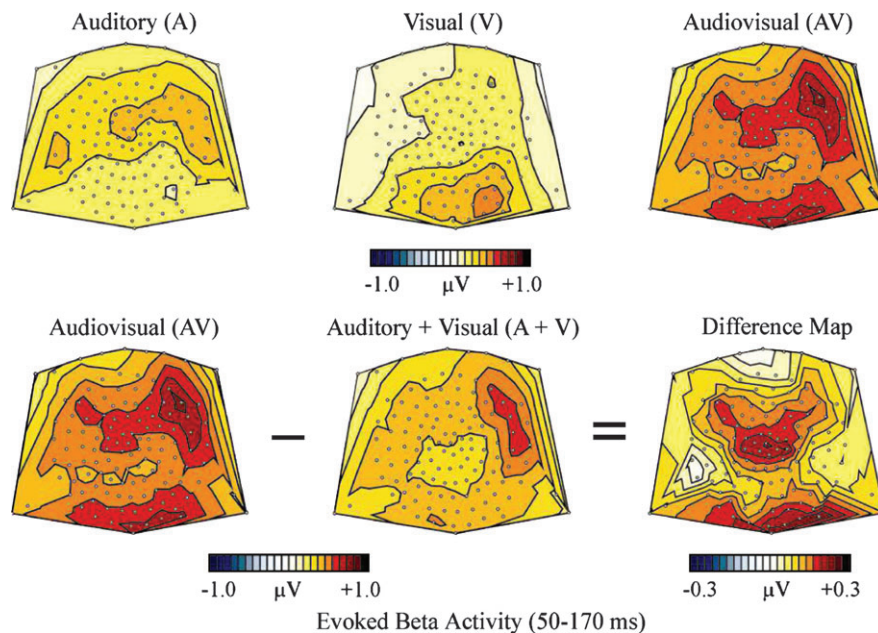 Auditory (A)
Visual (V)
Audiovisual (AV)
-1.0 µV +1.0
Audiovisual (AV)
Auditory + Visual (A + V)
Difference Map
− =
-1.0 µV +1.0
-0.3 µV +0.3
Evoked Beta Activity (50-170 ms)